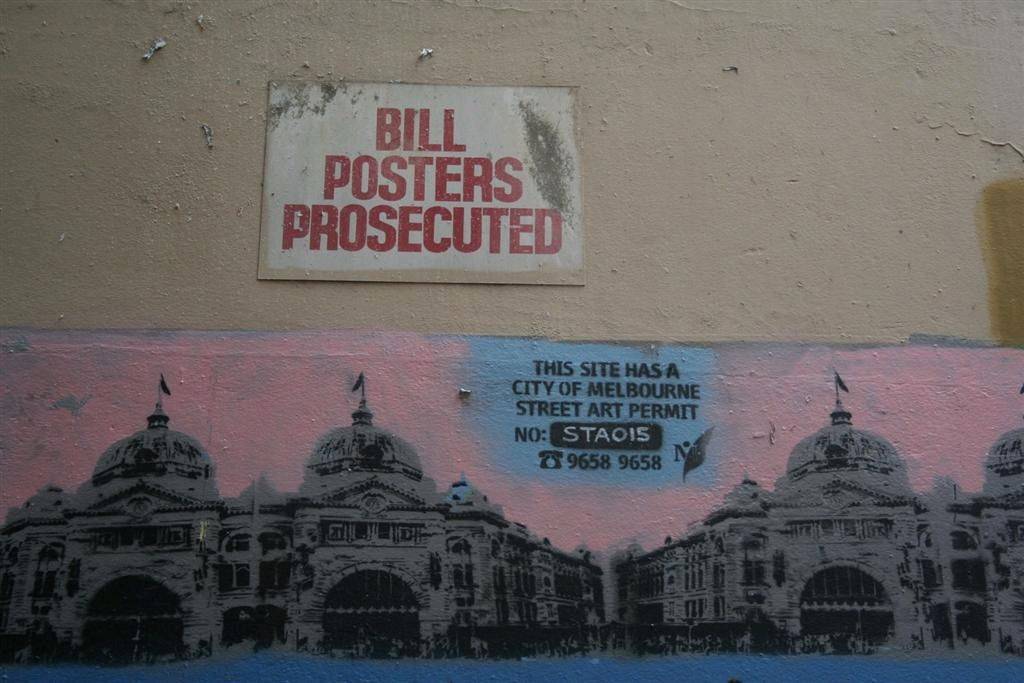 BILL
POSTERS
PROSECUTED
THIS SITE HAS A
CITY OF MELBOURNE
STREET ART PERMIT
NO: STA015
☎ 9658 9658